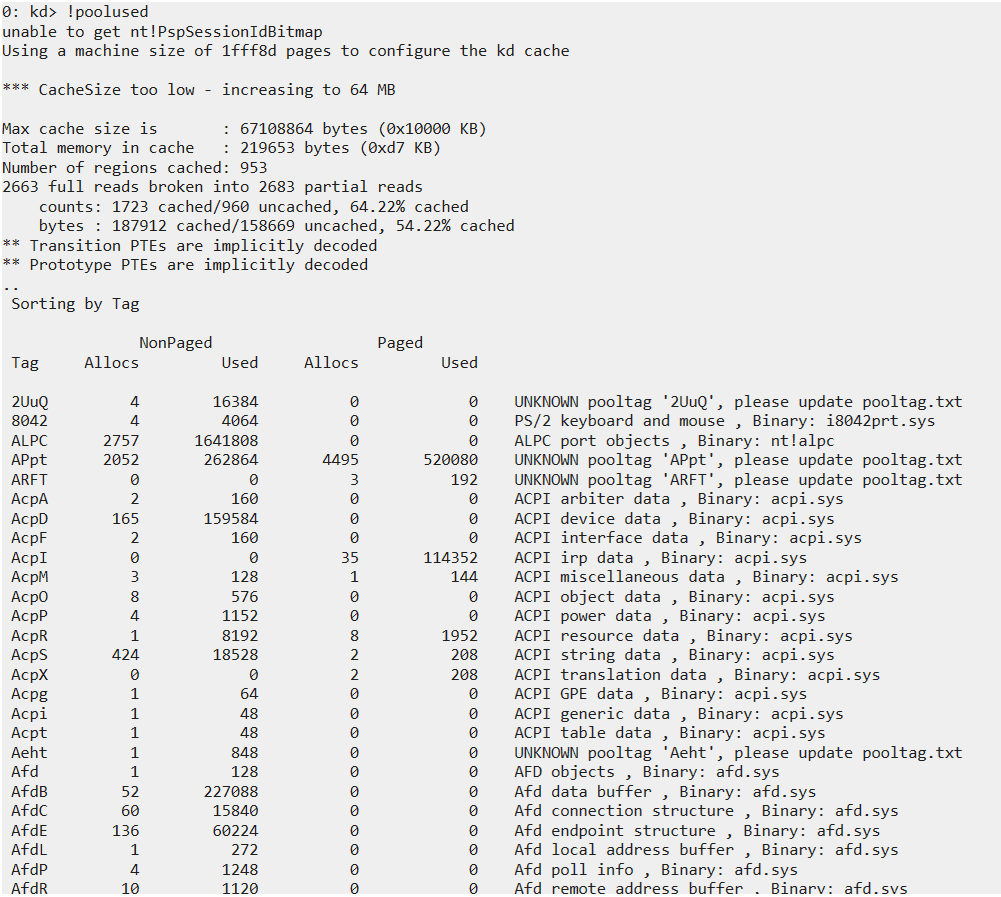 0: kd> !poolused
unable to get nt!PspSessionIdBitmap
Using a machine size of 1fff8d pages to configure the kd cache
*** CacheSize too low - increasing to 64 MB
Max cache size is       : 67108864 bytes (0x10000 KB)
Total memory in cache   : 219653 bytes (0xd7 KB)
Number of regions cached: 953
2663 full reads broken into 2683 partial reads
    counts: 1723 cached/960 uncached, 64.22% cached
    bytes : 187912 cached/158669 uncached, 54.22% cached
** Transition PTEs are implicitly decoded
** Prototype PTEs are implicitly decoded
..
 Sorting by Tag
               NonPaged                  Paged
 Tag     Allocs         Used     Allocs         Used
 2UuQ         4        16384          0            0    UNKNOWN pooltag '2UuQ', please update pooltag.txt
 8042         4         4064          0            0    PS/2 keyboard and mouse , Binary: i8042prt.sys
 ALPC      2757      1641808          0            0    ALPC port objects , Binary: nt!alpc
 APpt      2052       262864       4495       520080    UNKNOWN pooltag 'APpt', please update pooltag.txt
 ARFT         0            0          3          192    UNKNOWN pooltag 'ARFT', please update pooltag.txt
 AcpA         2          160          0            0    ACPI arbiter data , Binary: acpi.sys
 AcpD       165       159584          0            0    ACPI device data , Binary: acpi.sys
 AcpF         2          160          0            0    ACPI interface data , Binary: acpi.sys
 AcpI         0            0         35       114352    ACPI irp data , Binary: acpi.sys
 AcpM         3          128          1          144    ACPI miscellaneous data , Binary: acpi.sys
 AcpO         8          576          0            0    ACPI object data , Binary: acpi.sys
 AcpP         4         1152          0            0    ACPI power data , Binary: acpi.sys
 AcpR         1         8192          8         1952    ACPI resource data , Binary: acpi.sys
 AcpS       424        18528          2          208    ACPI string data , Binary: acpi.sys
 AcpX         0            0          2          208    ACPI translation data , Binary: acpi.sys
 Acpg         1           64          0            0    ACPI GPE data , Binary: acpi.sys
 Acpi         1           48          0            0    ACPI generic data , Binary: acpi.sys
 Acpt         1           48          0            0    ACPI table data , Binary: acpi.sys
 Aeht         1          848          0            0    UNKNOWN pooltag 'Aeht', please update pooltag.txt
 Afd          1          128          0            0    AFD objects , Binary: afd.sys
 AfdB        52       227088          0            0    Afd data buffer , Binary: afd.sys
 AfdC        60        15840          0            0    Afd connection structure , Binary: afd.sys
 AfdE       136        60224          0            0    Afd endpoint structure , Binary: afd.sys
 AfdL         1          272          0            0    Afd local address buffer , Binary: afd.sys
 AfdP         4         1248          0            0    Afd poll info , Binary: afd.sys
 AfdR        10         1120          0            0    Afd remote address buffer , Binary: afd.sys